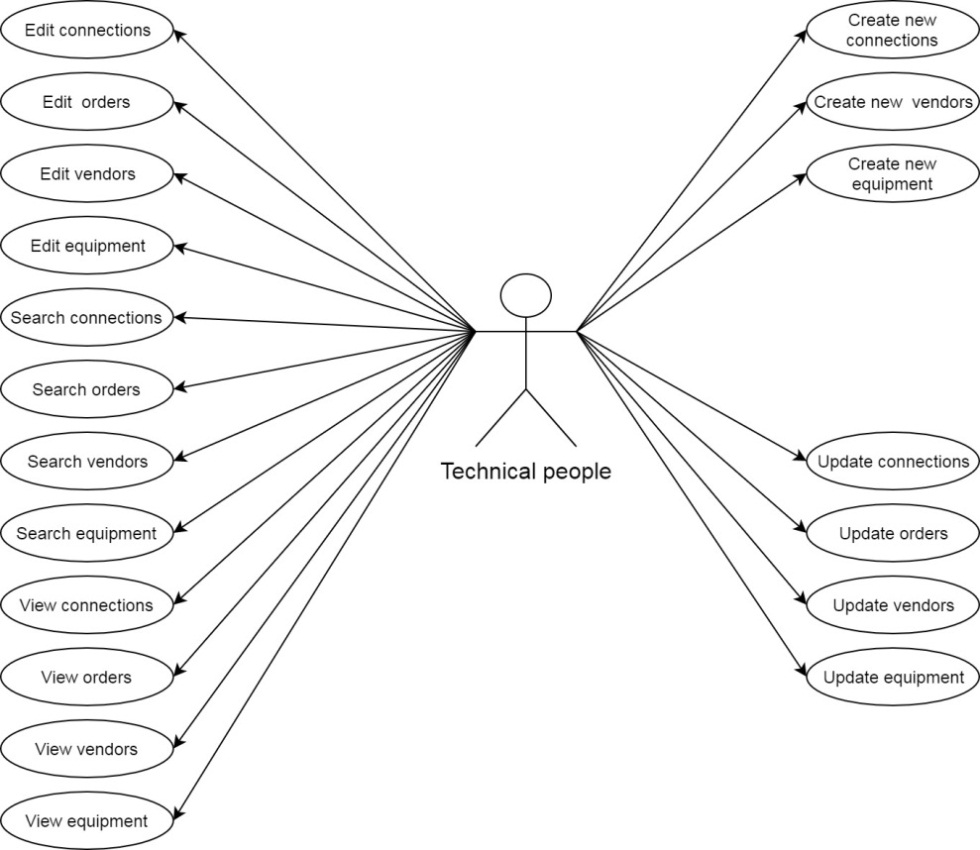 Edit connections
Edit  orders
Edit vendors
Edit equipment
Search connections
Search orders
Search vendors
Search equipment
View connections
View orders
View vendors
View equipment
Technical people
Create new
connections
Create new  vendors
Create new
equipment
Update connections
Update orders
Update vendors
Update equipment